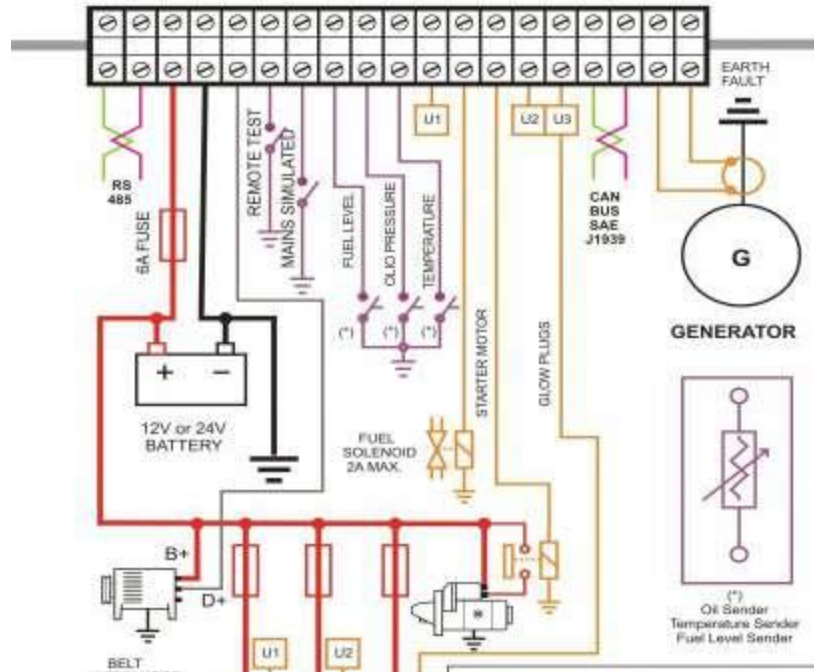 EARTH
FAULT
U1
U2
U3
RS
485
6A FUSE
REMOTE TEST
MAINS SIMULATED
FUEL LEVEL
OLIO PRESSURE
TEMPERATURE
CAN
BUS
SAE
J1939
G
GENERATOR
(*)
(*)
(*)
STARTER MOTOR
GLOW PLUGS
+
−
12V or 24V
BATTERY
FUEL
SOLENOID
2A MAX.
B+
D+
(*)
Oil Sender
Temperature Sender
Fuel Level Sender
U1
U2
BELT